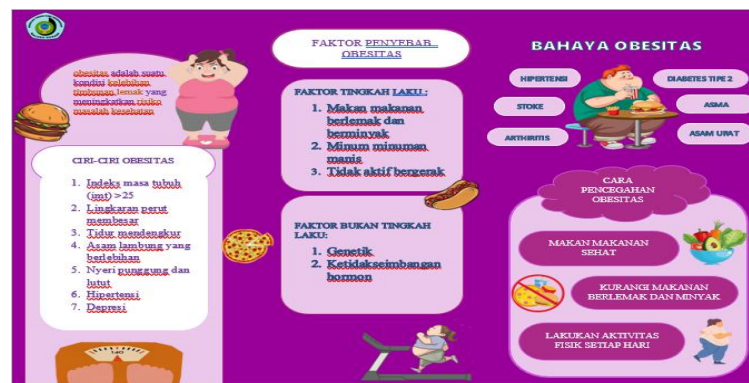 obesitas adalah suatu
kondisi kelebihan
timbunan lemak yang
meningkatkan risiko
masalah kesehatan
CIRI-CIRI OBESITAS
1. Indeks masa tubuh
(imt) >25
2. Lingkaran perut
membesar
3. Tidur mendengkur
4. Asam lambung yang
berlebihan
5. Nyeri punggung dan
lutut
6. Hipertensi
7. Depresi
FAKTOR PENYEBAB
OBESITAS
FAKTOR TINGKAH LAKU :
1. Makan makanan
berlemak dan
berminyak
2. Minum minuman
manis
3. Tidak aktif bergerak
FAKTOR BUKAN TINGKAH
LAKU:
1. Genetik
2. Ketidakseimbangan
hormon
BAHAYA OBESITAS
HIPERTENSI
DIABETES TIPE 2
STOKE
ASMA
ARTHIRITIS
ASAM URAT
CARA
PENCEGAHAN
OBESITAS
MAKAN MAKANAN
SEHAT
KURANGI MAKANAN
BERLEMAK DAN MINYAK
LAKUKAN AKTIVITAS
FISIK SETIAP HARI